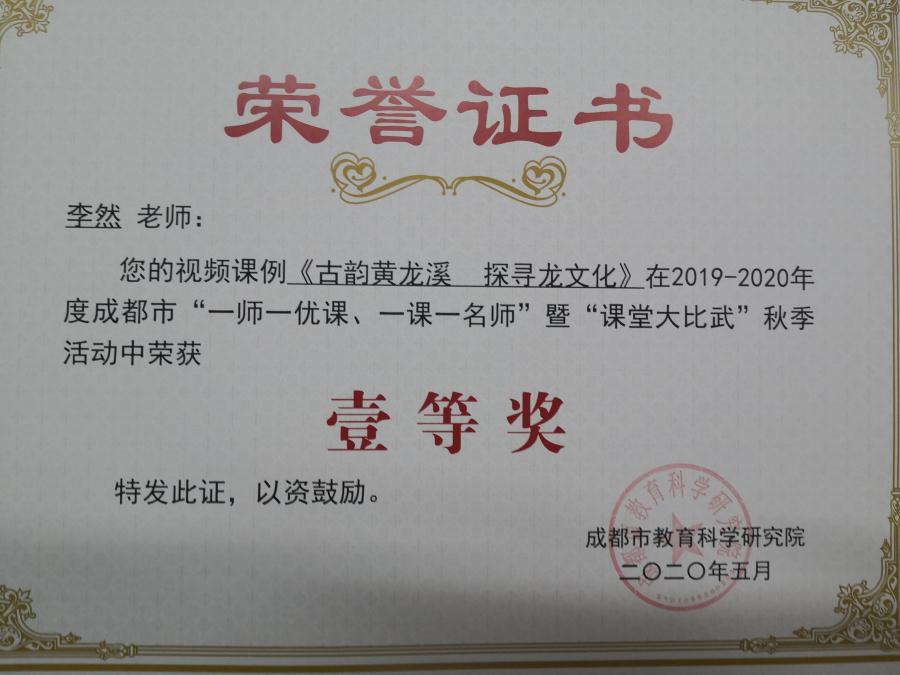 荣誉证书
李然 老师：
您的视频课例《古韵黄龙溪 探寻龙文化》在2019-2020年
度成都市“一师一优课、一课一名师”暨“课堂大比武”秋季
活动中荣获
壹等奖
特发此证，以资鼓励。
成都市教育科学研究院
二〇二〇年五月